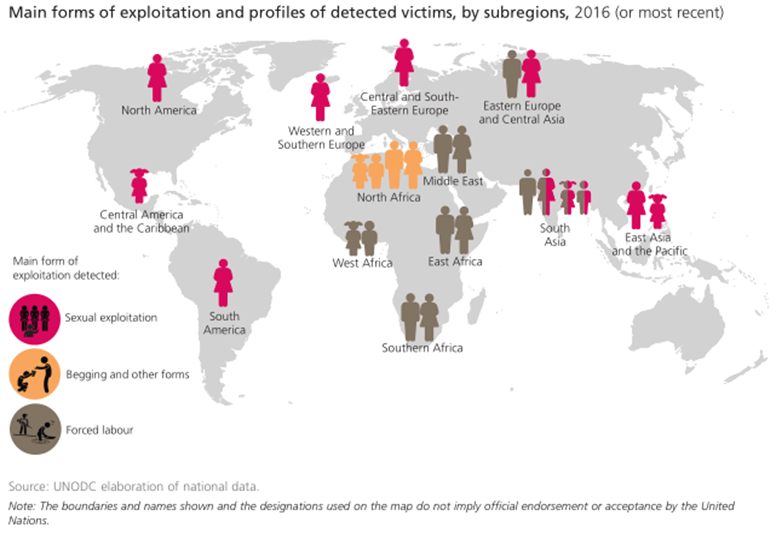 Main forms of exploitation and profiles of detected victims, by subregions, 2016 (or most recent)
North America
Central and South-
Eastern Europe
Eastern Europe
and Central Asia
Western and
Southern Europe
Middle East
North Africa
Central America
and the Caribbean
South
Asia
East Asia
and the Pacific
West Africa
East Africa
Main form of
exploitation detected:
South
America
Sexual exploitation
Southern Africa
Begging and other forms
Forced labour
Source: UNODC elaboration of national data.
Note: The boundaries and names shown and the designations used on the map do not imply official endorsement or acceptance by the United
Nations.